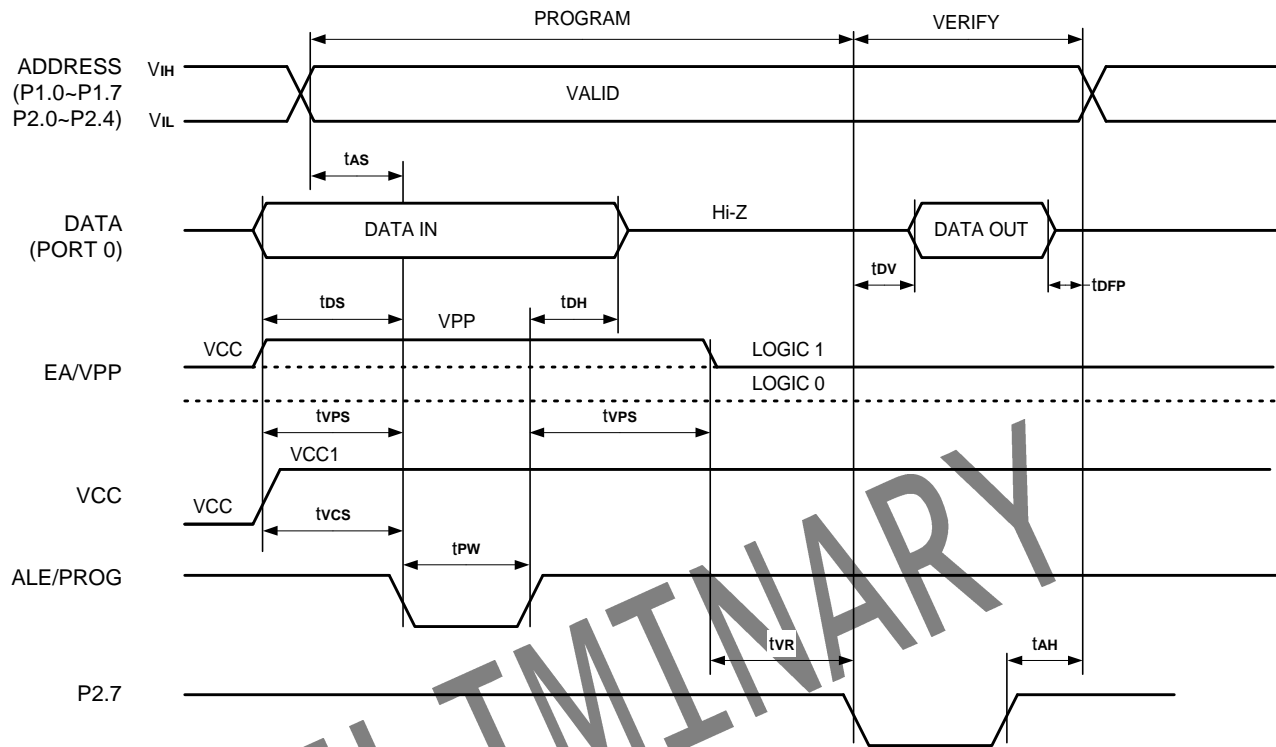 PROGRAM
VERIFY
ADDRESS
(P1.0~P1.7
P2.0~P2.4)
VIH
VIL
VALID
tAS
DATA
(PORT 0)
DATA IN
Hi-Z
DATA OUT
tDV
tDFP
tDS
tDH
VPP
EA/VPP
VCC
LOGIC 1
LOGIC 0
tVPS
tVPS
VCC
VCC1
VCC
tVCS
ALE/PROG
tPW
tVR
tAH
P2.7
LIMINARY